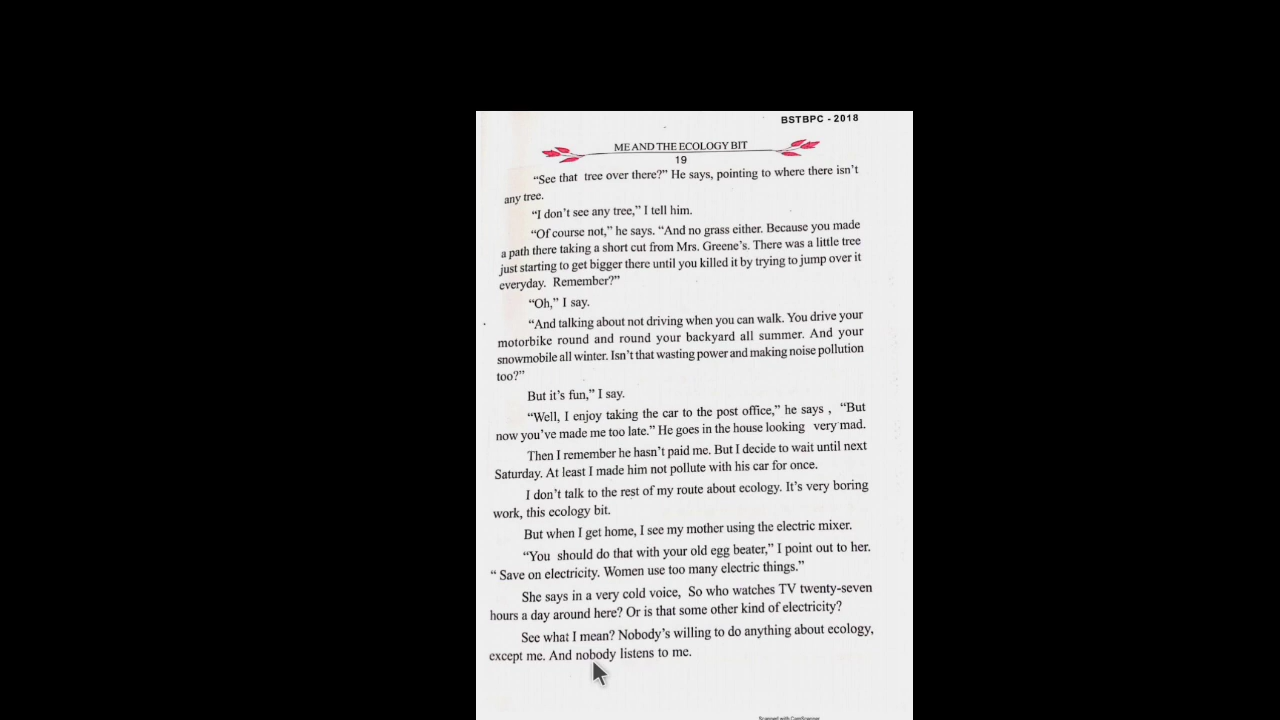 BSTBPC - 2018
ME AND THE ECOLOGY BIT
19
“See that tree over there?” He says, pointing to where there isn’t
any tree.
“I don’t see any tree,” I tell him.
“Of course not,” he says. “And no grass either. Because you made
a path there taking a short cut from Mrs. Greene’s. There was a little tree
just starting to get bigger there until you killed it by trying to jump over it
everyday. Remember?”
“Oh,” I say.
“And talking about not driving when you can walk. You drive your
motorbike round and round your backyard all summer. And your
snowmobile all winter. Isn’t that wasting power and making noise pollution
too?”
But it’s fun,” I say.
“Well, I enjoy taking the car to the post office,” he says , “But
now you’ve made me too late.” He goes in the house looking very mad.
Then I remember he hasn’t paid me. But I decide to wait until next
Saturday. At least I made him not pollute with his car for once.
I don’t talk to the rest of my route about ecology. It’s very boring
work, this ecology bit.
But when I get home, I see my mother using the electric mixer.
“You should do that with your old egg beater,” I point out to her.
“ Save on electricity. Women use too many electric things.”
She says in a very cold voice, So who watches TV twenty-seven
hours a day around here? Or is that some other kind of electricity?
See what I mean? Nobody’s willing to do anything about ecology,
except me. And nobody listens to me.
Scanned with CamScanner